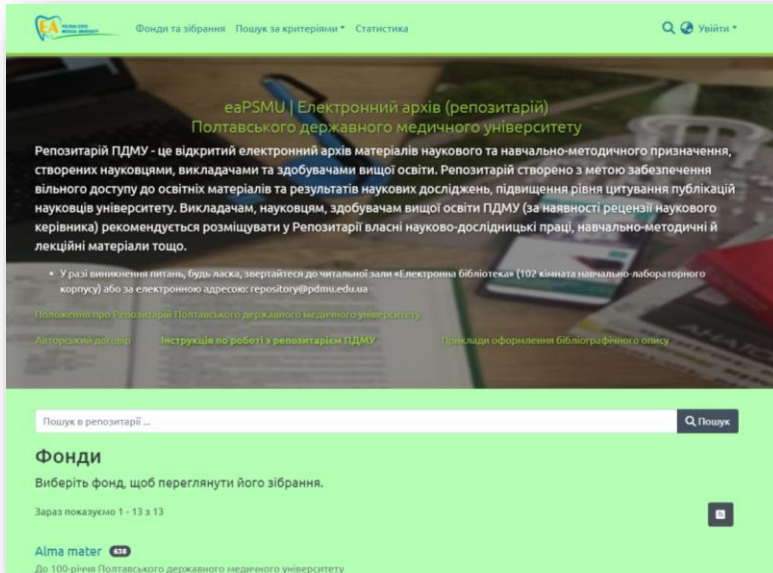 EA POLTAVA STATE
MEDICAL UNIVERSITY
Фонди та зібрання Пошук за критеріями Статистика Увійти
eaPSMU | Електронний архів (репозитарій)
Полтавського державного медичного університету
Репозитарій ПДМУ - це відкритий електронний архів матеріалів наукового та навчально-методичного призначення,
створених науковцями, викладачами та здобувачами вищої освіти. Репозитарій створено з метою забезпечення
вільного доступу до освітніх матеріалів та результатів наукових досліджень, підвищення рівня цитування публікацій
науковців університету. Викладачам, науковцям, здобувачам вищої освіти ПДМУ (за наявності рецензії наукового
керівника) рекомендується розміщувати у Репозитарії власні науково-дослідницькі праці, навчально-методичні й
лекційні матеріали тощо.
• У разі виникнення питань, будь ласка, звертайтеся до читальної зали «Електронна бібліотека» (102 кімната навчально-лабораторного
корпусу) або за електронною адресою: repository@pdmu.edu.ua
Положення про Репозитарій Полтавського державного медичного університету
Авторський договір Інструкція по роботі з репозитарієм ПДМУ Приклади оформлення бібліографічного опису
Пошук в репозитарії ... Пошук
Фонди
Виберіть фонд, щоб переглянути його зібрання.
Зараз показуємо 1 - 13 з 13
Alma mater 638
До 100-річчя Полтавського державного медичного університету